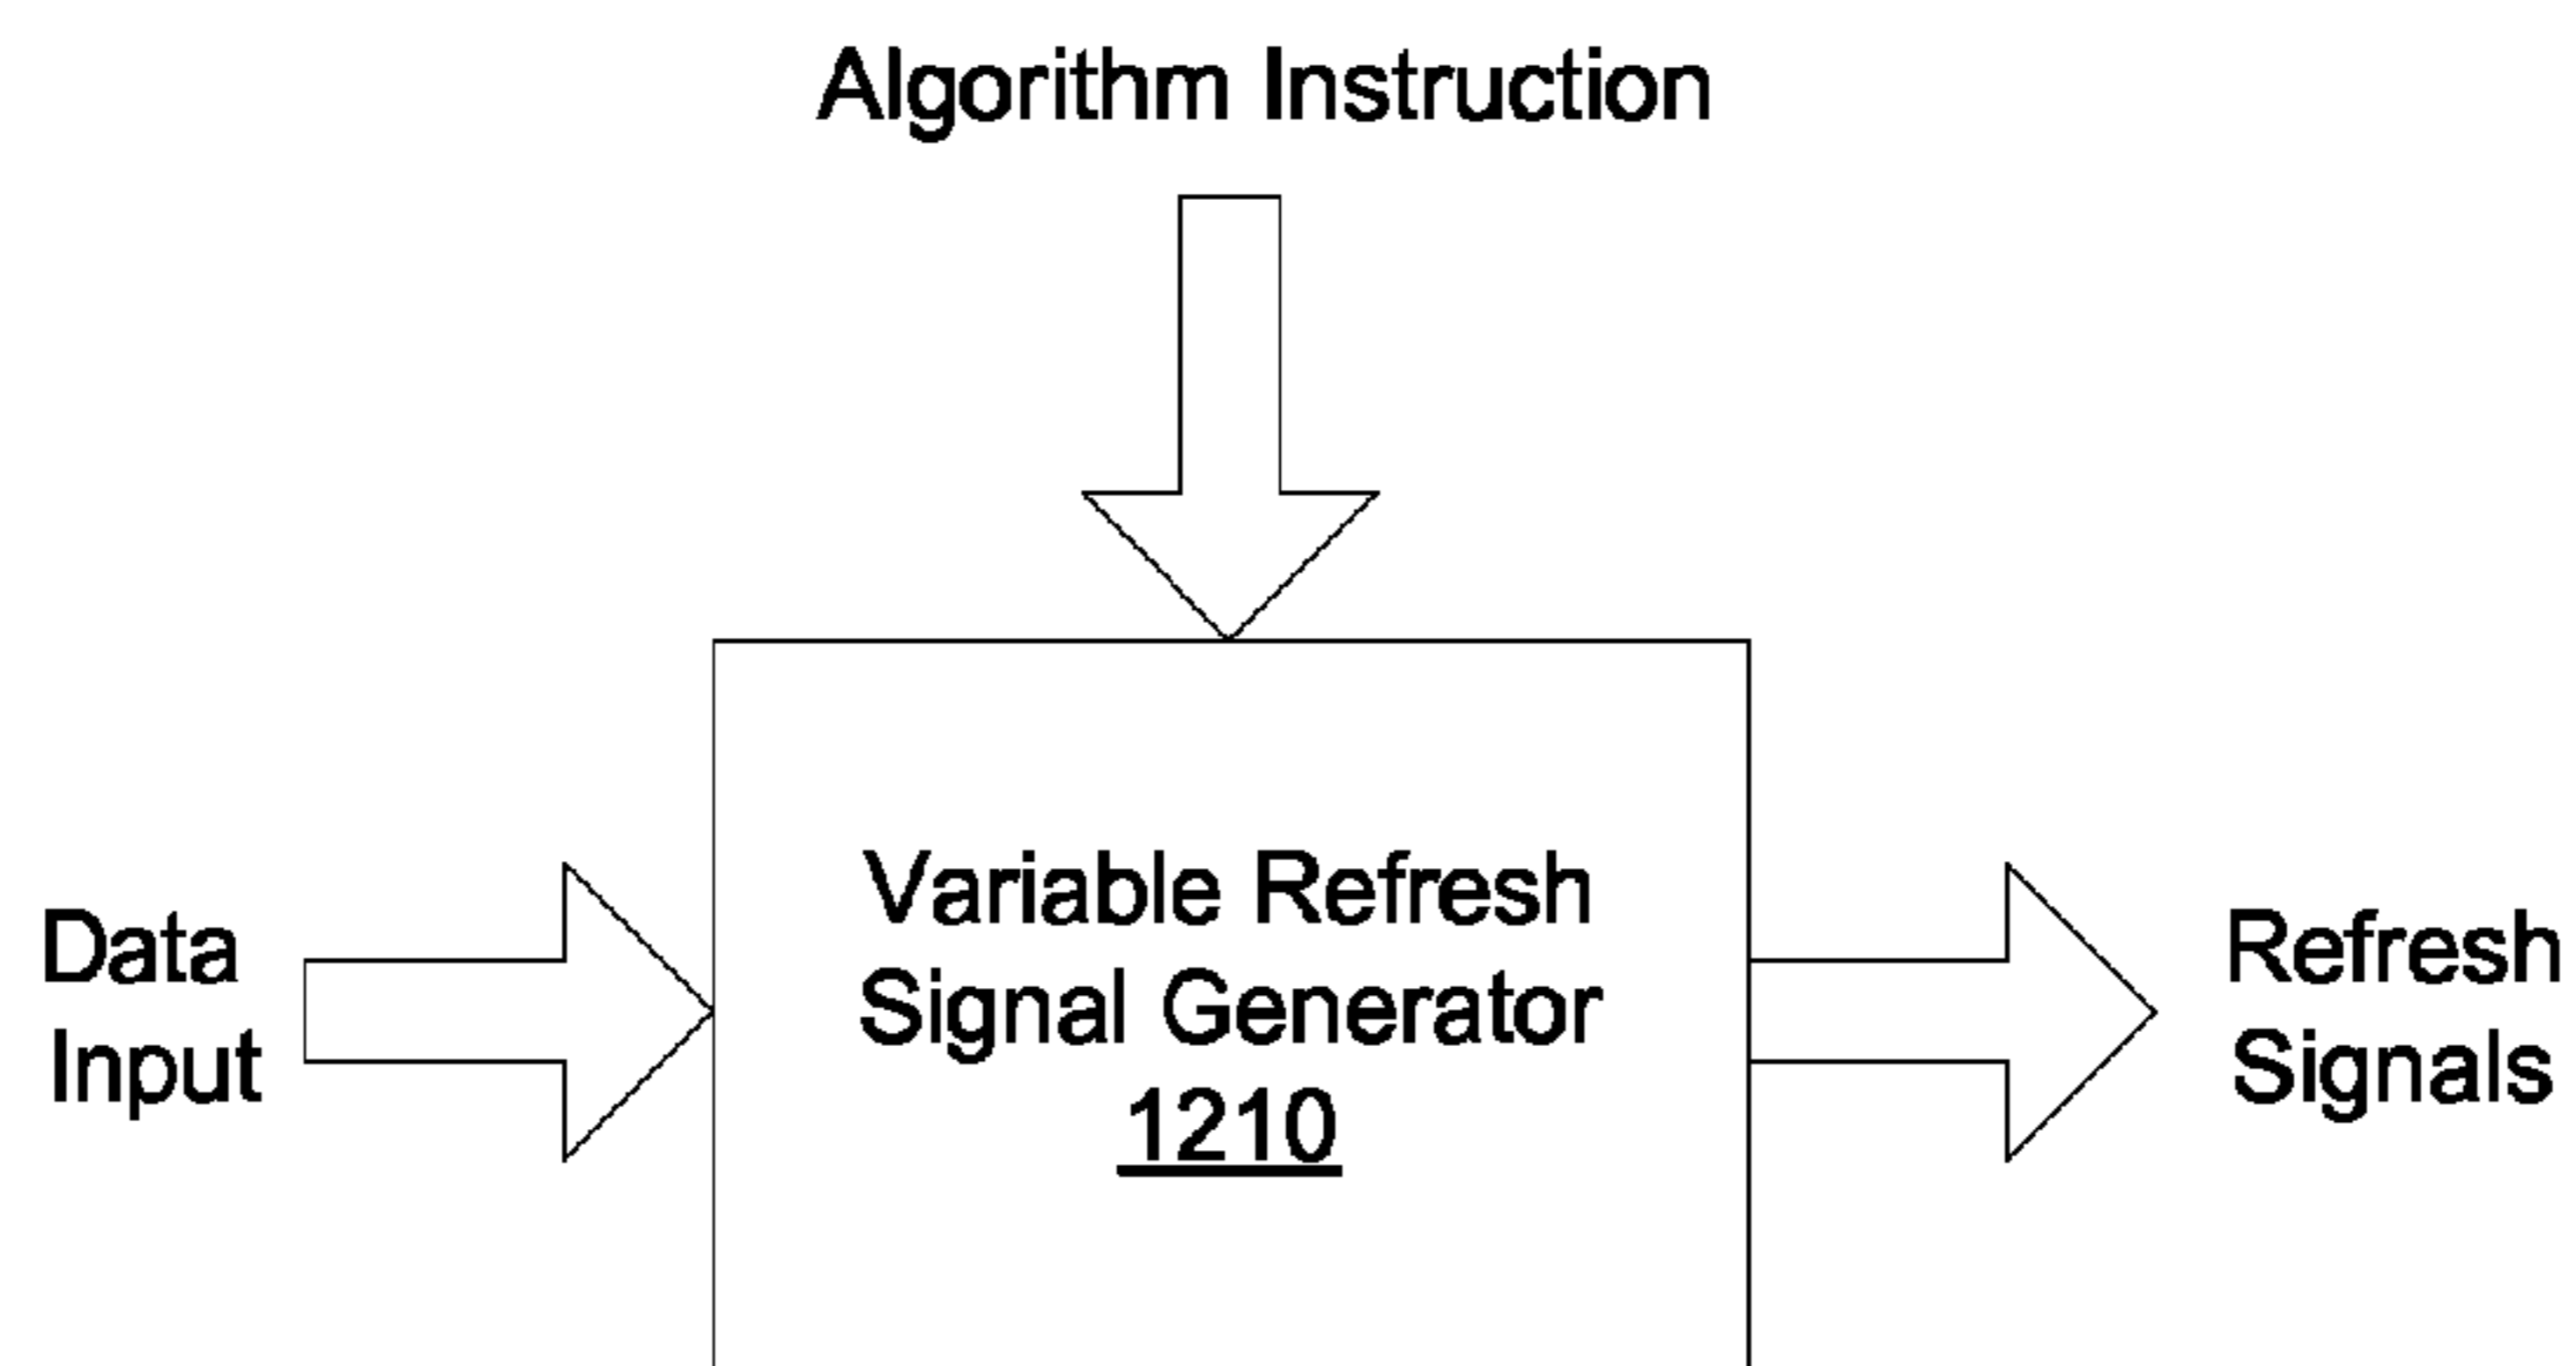 Algorithm Instruction
Data
Input
Variable Refresh
Signal Generator
1210
Refresh
Signals